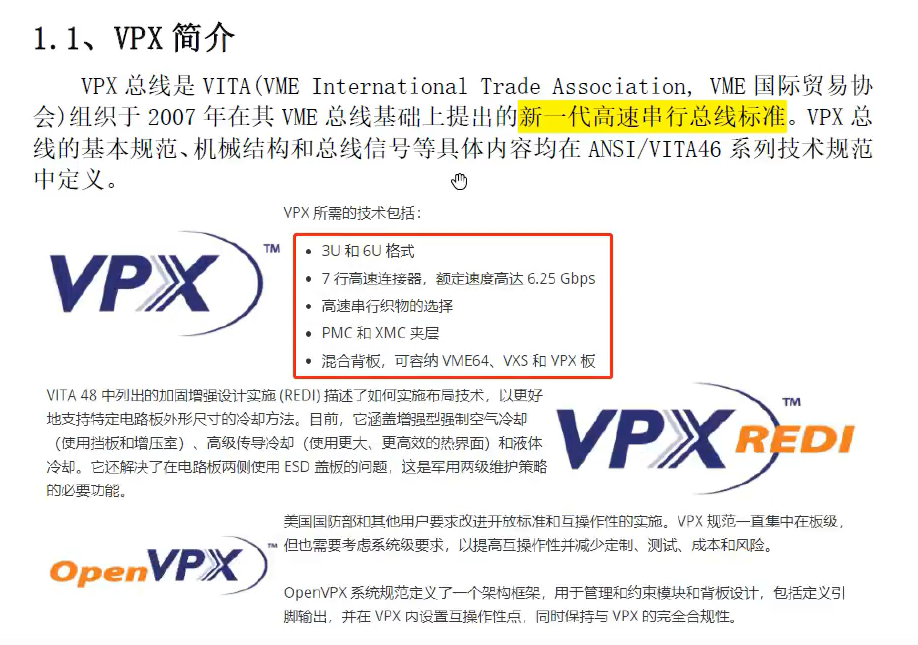 1.1、VPX 简介
VPX 总线是 VITA(VME International Trade Association, VME 国际贸易协
会)组织于 2007 年在其 VME 总线基础上提出的新一代高速串行总线标准。VPX 总
线的基本规范、机械结构和总线信号等具体内容均在 ANSI/VITA46 系列技术规范
中定义。
VPX 所需的技术包括：
VPX™
• 3U 和 6U 格式
• 7 行高速连接器，额定速度高达 6.25 Gbps
• 高速串行织物的选择
• PMC 和 XMC 夹层
• 混合背板，可容纳 VME64、VXS 和 VPX 板
VITA 48 中列出的加固增强设计实施 (REDI) 描述了如何实施布局技术，以更好
地支持特定电路板外形尺寸的冷却方法。目前，它涵盖增强型强制空气冷却
（使用挡板和增压室）、高级传导冷却（使用更大、更高效的热界面）和液体
冷却。它还解决了在电路板两侧使用 ESD 盖板的问题，这是军用两级维护策略
的必要功能。
VPX REDI™
美国国防部和其他用户要求改进开放标准和互操作性的实施。VPX 规范一直集中在板级，
但也需要考虑系统级要求，以提高互操作性并减少定制、测试、成本和风险。
OpenVPX™
OpenVPX 系统规范定义了一个架构框架，用于管理和约束模块和背板设计，包括定义引
脚输出，并在 VPX 内设置互操作性点，同时保持与 VPX 的完全合规性。